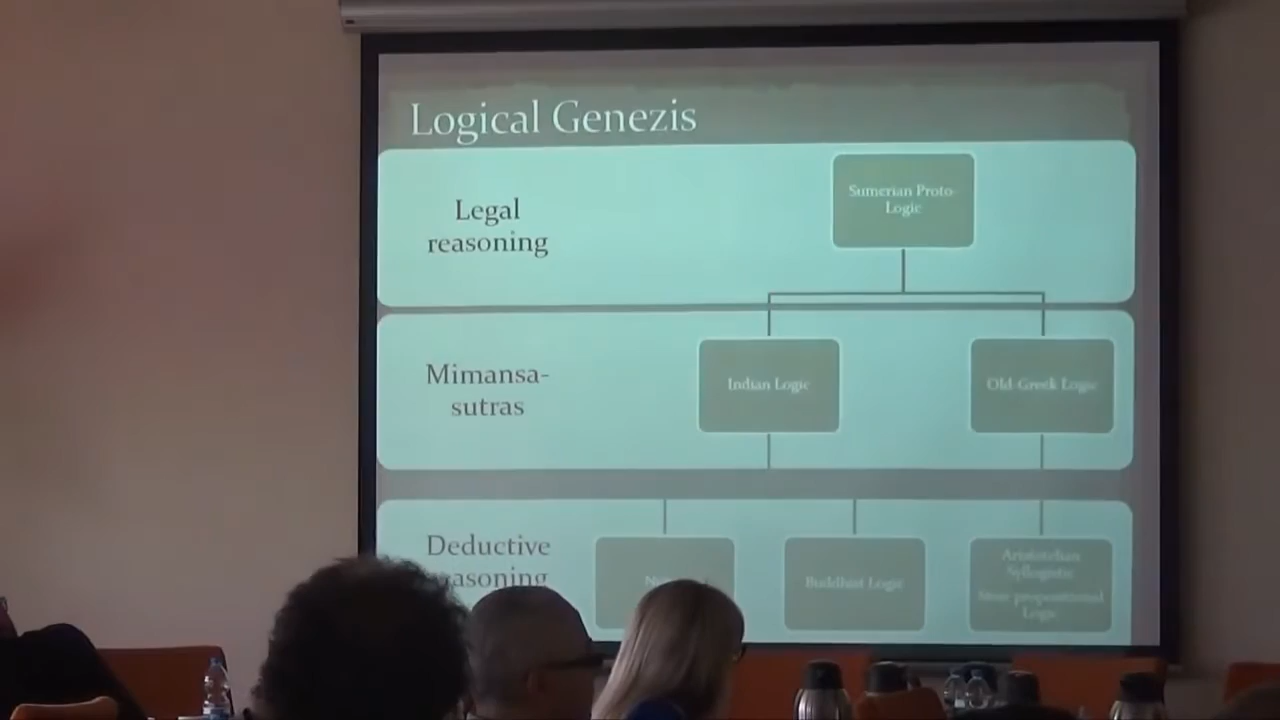 Logical Genezis
Legal
reasoning
Sumerian Proto-
Logic
Mimansa-
sutras
Indian Logic
Old-Greek Logic
Deductive
reasoning
Buddhist Logic
Aristotelian
Syllogistic
Stoic propositional
Logic